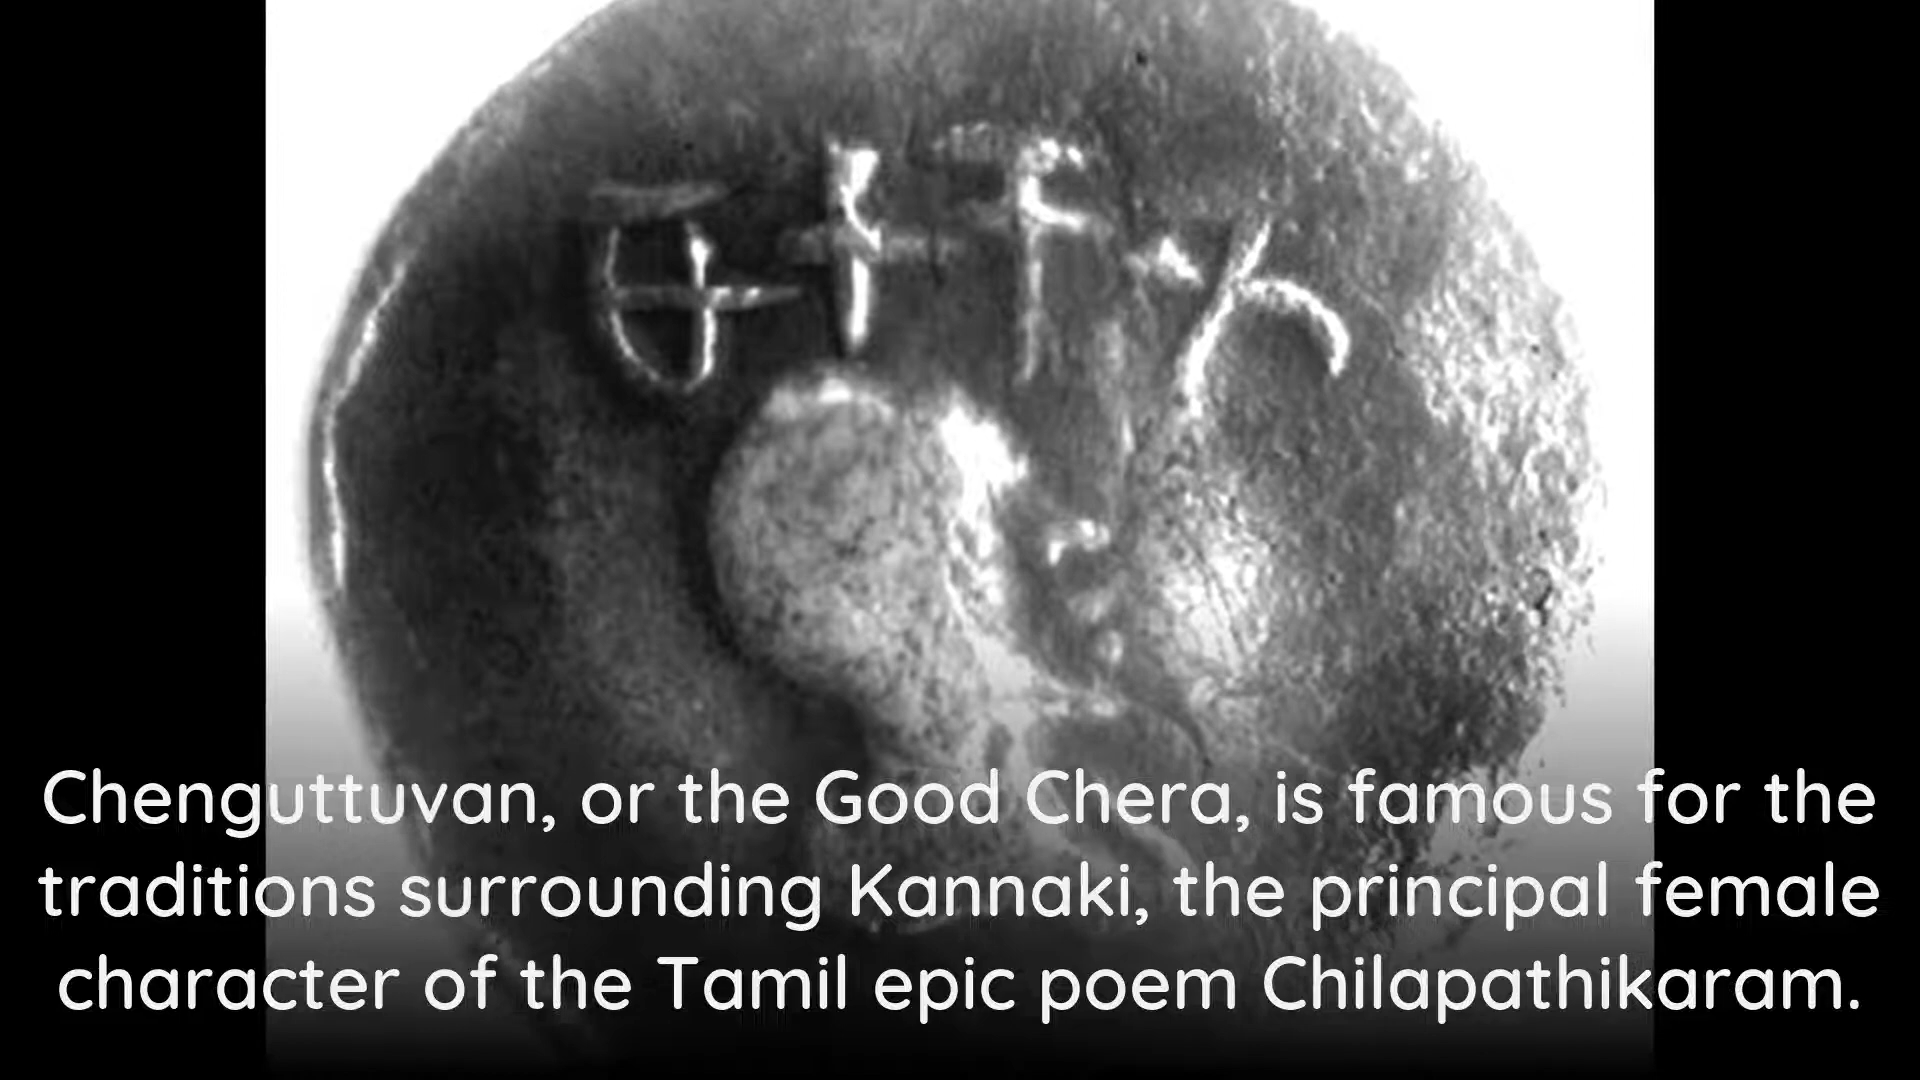 Chenguttuvan, or the Good Chera, is famous for the
traditions surrounding Kannaki, the principal female
character of the Tamil epic poem Chilapathikaram.